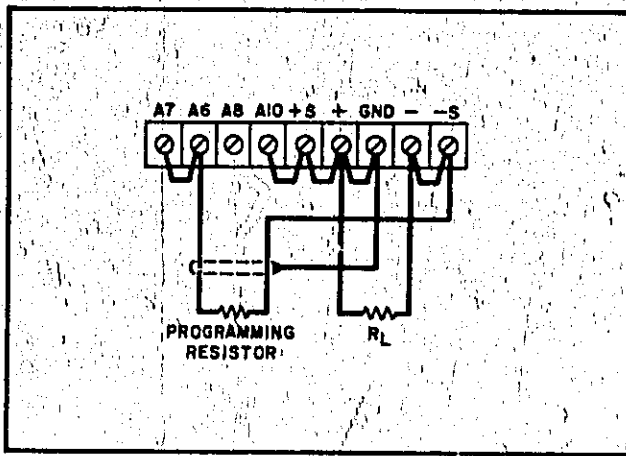 A7 A6 A8 A10 +S + GND - -S
PROGRAMMING
RESISTOR
RL